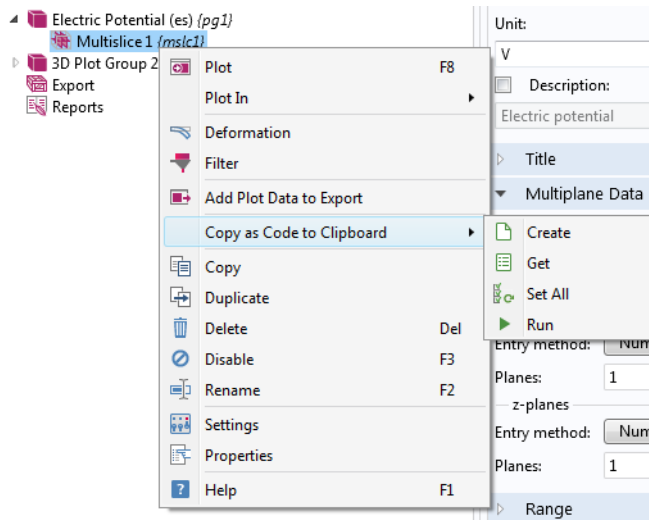 Electric Potential (es) {pg1}
Multislice 1 {mslc1}
3D Plot Group 2
Export
Reports
Plot F8
Plot In
Deformation
Filter
Add Plot Data to Export
Copy as Code to Clipboard
Copy
Duplicate
Delete Del
Disable F3
Rename F2
Settings
Properties
Help F1
Unit:
V
Description:
Electric potential
Title
Multiplane Data
Create
Get
Set All
Run
Entry method: Num
Planes: 1
z-planes
Entry method: Num
Planes: 1
Range